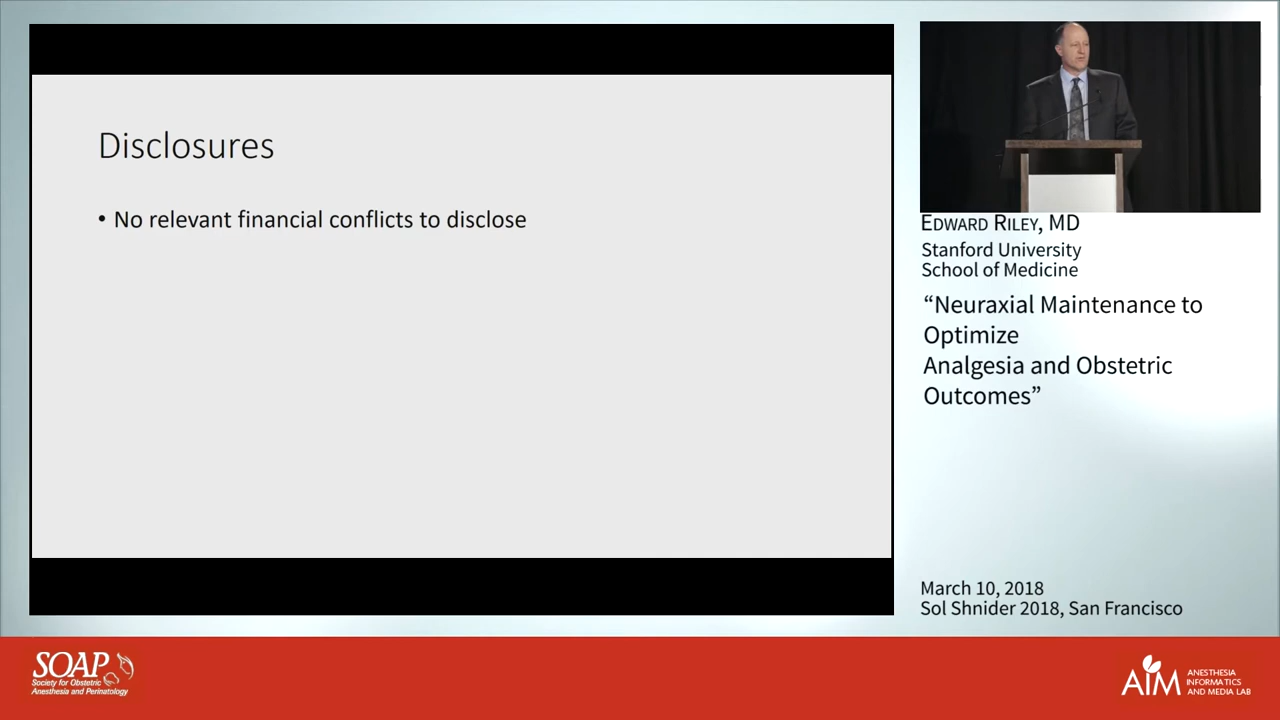 Disclosures
• No relevant financial conflicts to disclose
EDWARD RILEY, MD
Stanford University
School of Medicine
“Neuraxial Maintenance to
Optimize
Analgesia and Obstetric
Outcomes”
March 10, 2018
Sol Shnider 2018, San Francisco
SOAP
Society for Obstetric
Anesthesia and Perinatology
AIM
ANESTHESIA
INFORMATICS
AND MEDIA LAB